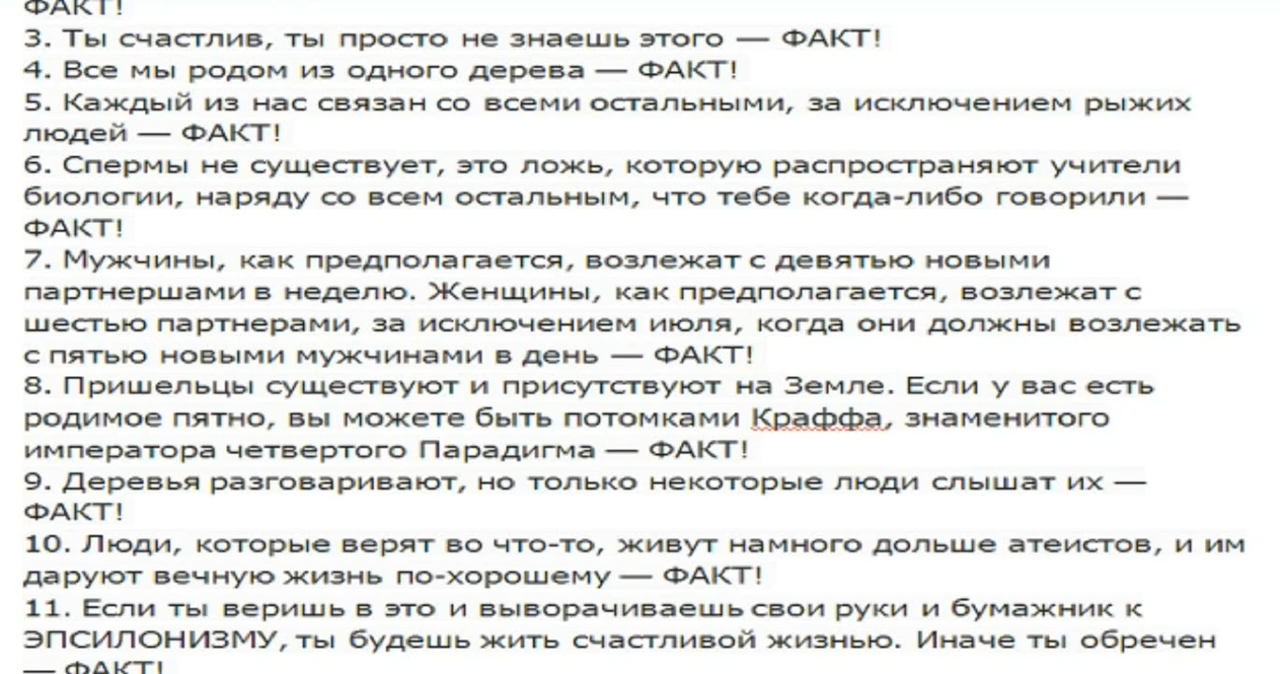 ФАКТ!
3. Ты счастлив, ты просто не знаешь этого — ФАКТ!
4. Все мы родом из одного дерева — ФАКТ!
5. Каждый из нас связан со всеми остальными, за исключением рыжих
людей — ФАКТ!
6. Спермы не существует, это ложь, которую распространяют учители
биологии, наряду со всем остальным, что тебе когда-либо говорили —
ФАКТ!
7. Мужчины, как предполагается, возлежат с девятью новыми
партнершами в неделю. Женщины, как предполагается, возлежат с
шестью партнерами, за исключением июля, когда они должны возлежать
с пятью новыми мужчинами в день — ФАКТ!
8. Пришельцы существуют и присутствуют на Земле. Если у вас есть
родимое пятно, вы можете быть потомками Краффа, знаменитого
императора четвертого Парадигма — ФАКТ!
9. Деревья разговаривают, но только некоторые люди слышат их —
ФАКТ!
10. Люди, которые верят во что-то, живут намного дольше атеистов, и им
даруют вечную жизнь по-хорошему — ФАКТ!
11. Если ты веришь в это и выворачиваешь свои руки и бумажник к
ЭПСИЛОНИЗМУ, ты будешь жить счастливой жизнью. Иначе ты обречен
— ФАКТ!